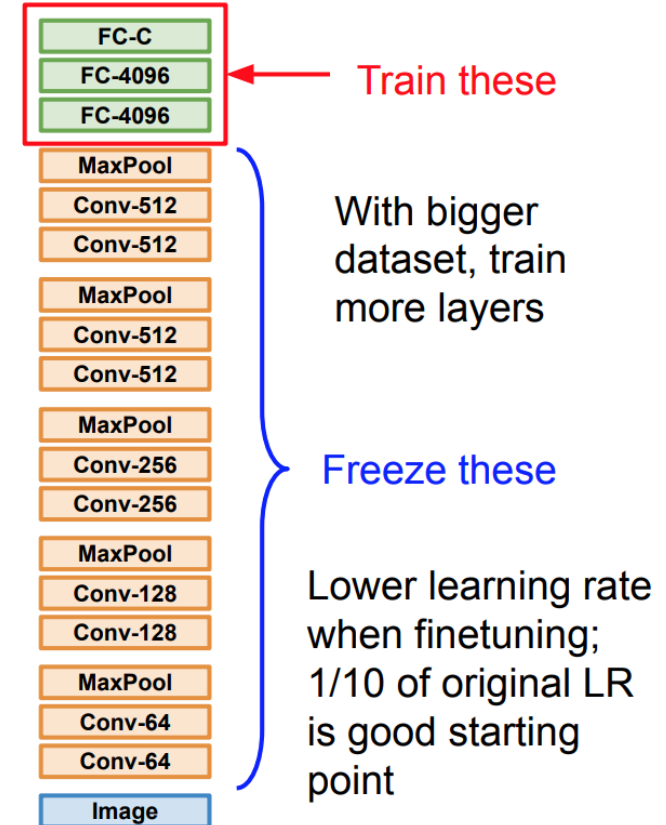 FC-C
FC-4096
FC-4096
Train these
MaxPool
Conv-512
Conv-512
With bigger
dataset, train
more layers
MaxPool
Conv-512
Conv-512
MaxPool
Conv-256
Conv-256
Freeze these
MaxPool
Conv-128
Conv-128
MaxPool
Conv-64
Conv-64
Lower learning rate
when finetuning;
1/10 of original LR
is good starting
point
Image